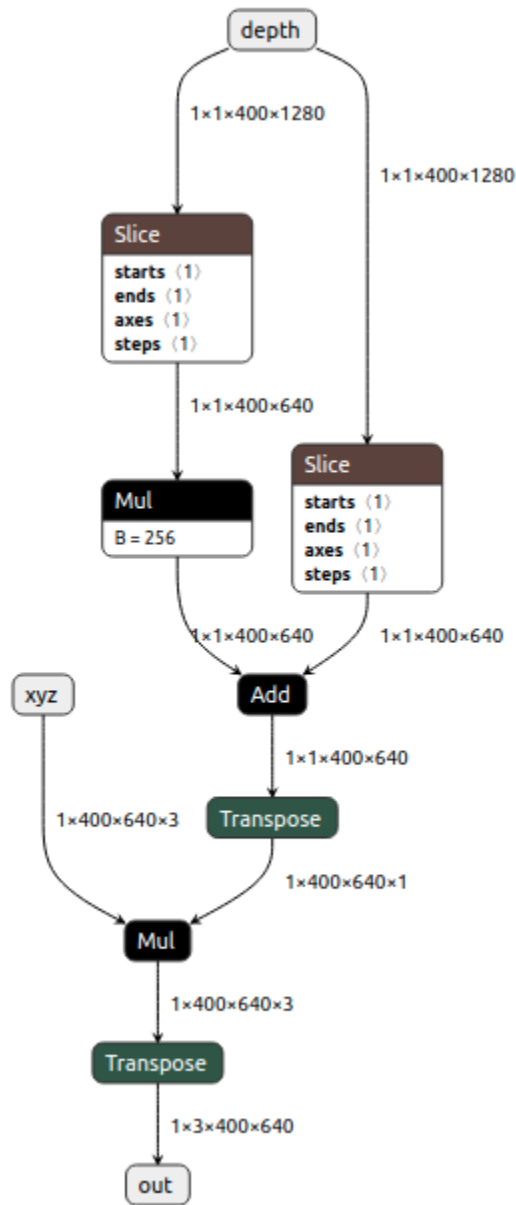 depth
1×1×400×1280
1×1×400×1280
Slice
starts ⟨1⟩
ends ⟨1⟩
axes ⟨1⟩
steps ⟨1⟩
1×1×400×640
Slice
starts ⟨1⟩
ends ⟨1⟩
axes ⟨1⟩
steps ⟨1⟩
Mul
B = 256
1×1×400×640
1×1×400×640
xyz
Add
1×1×400×640
1×400×640×3
Transpose
1×400×640×1
Mul
1×400×640×3
Transpose
1×3×400×640
out